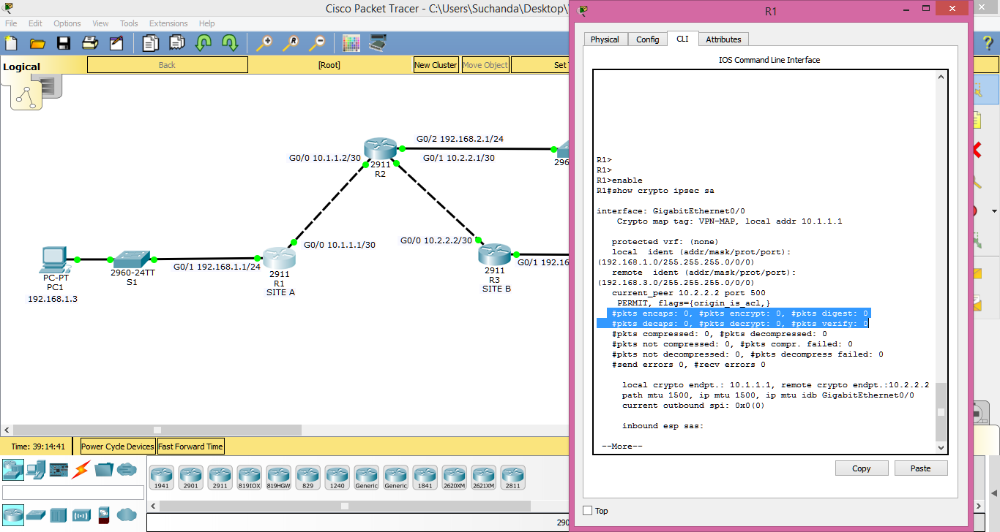 Cisco Packet Tracer - C:\Users\Suchanda\Desktop\
File Edit Options View Tools Extensions Help
Logical
Back
[Root]
New Cluster
Move Object
G0/2 192.168.2.1/24
G0/0 10.1.1.2/30
G0/1 10.2.2.1/30
2911
R2
G0/0 10.1.1.1/30
G0/0 10.2.2.2/30
G0/1 192.168.1.1/24
PC-PT
PC1
192.168.1.3
2960-24TT
S1
2911
R1
SITE A
2911
R3
SITE B
Time: 39:14:41
Power Cycle Devices
Fast Forward Time
1941
2901
2911
819IOX
819HGW
829
1240
Generic
Generic
1841
2620XM
2621XM
2811
R1
Physical
Config
CLI
Attributes
IOS Command Line Interface
R1>
R1>
R1>enable
R1#show crypto ipsec sa
interface: GigabitEthernet0/0
Crypto map tag: VPN-MAP, local addr 10.1.1.1
protected vrf: (none)
local ident (addr/mask/prot/port):
(192.168.1.0/255.255.255.0/0/0)
remote ident (addr/mask/prot/port):
(192.168.3.0/255.255.255.0/0/0)
current_peer 10.2.2.2 port 500
PERMIT, flags={origin_is_acl,}
#pkts encaps: 0, #pkts encrypt: 0, #pkts digest: 0
#pkts decaps: 0, #pkts decrypt: 0, #pkts verify: 0
#pkts compressed: 0, #pkts decompressed: 0
#pkts not compressed: 0, #pkts compr. failed: 0
#pkts not decompressed: 0, #pkts decompress failed: 0
#send errors 0, #recv errors 0
local crypto endpt.: 10.1.1.1, remote crypto endpt.:10.2.2.2
path mtu 1500, ip mtu 1500, ip mtu idb GigabitEthernet0/0
current outbound spi: 0x0(0)
inbound esp sas:
--More--
Copy
Paste
Top